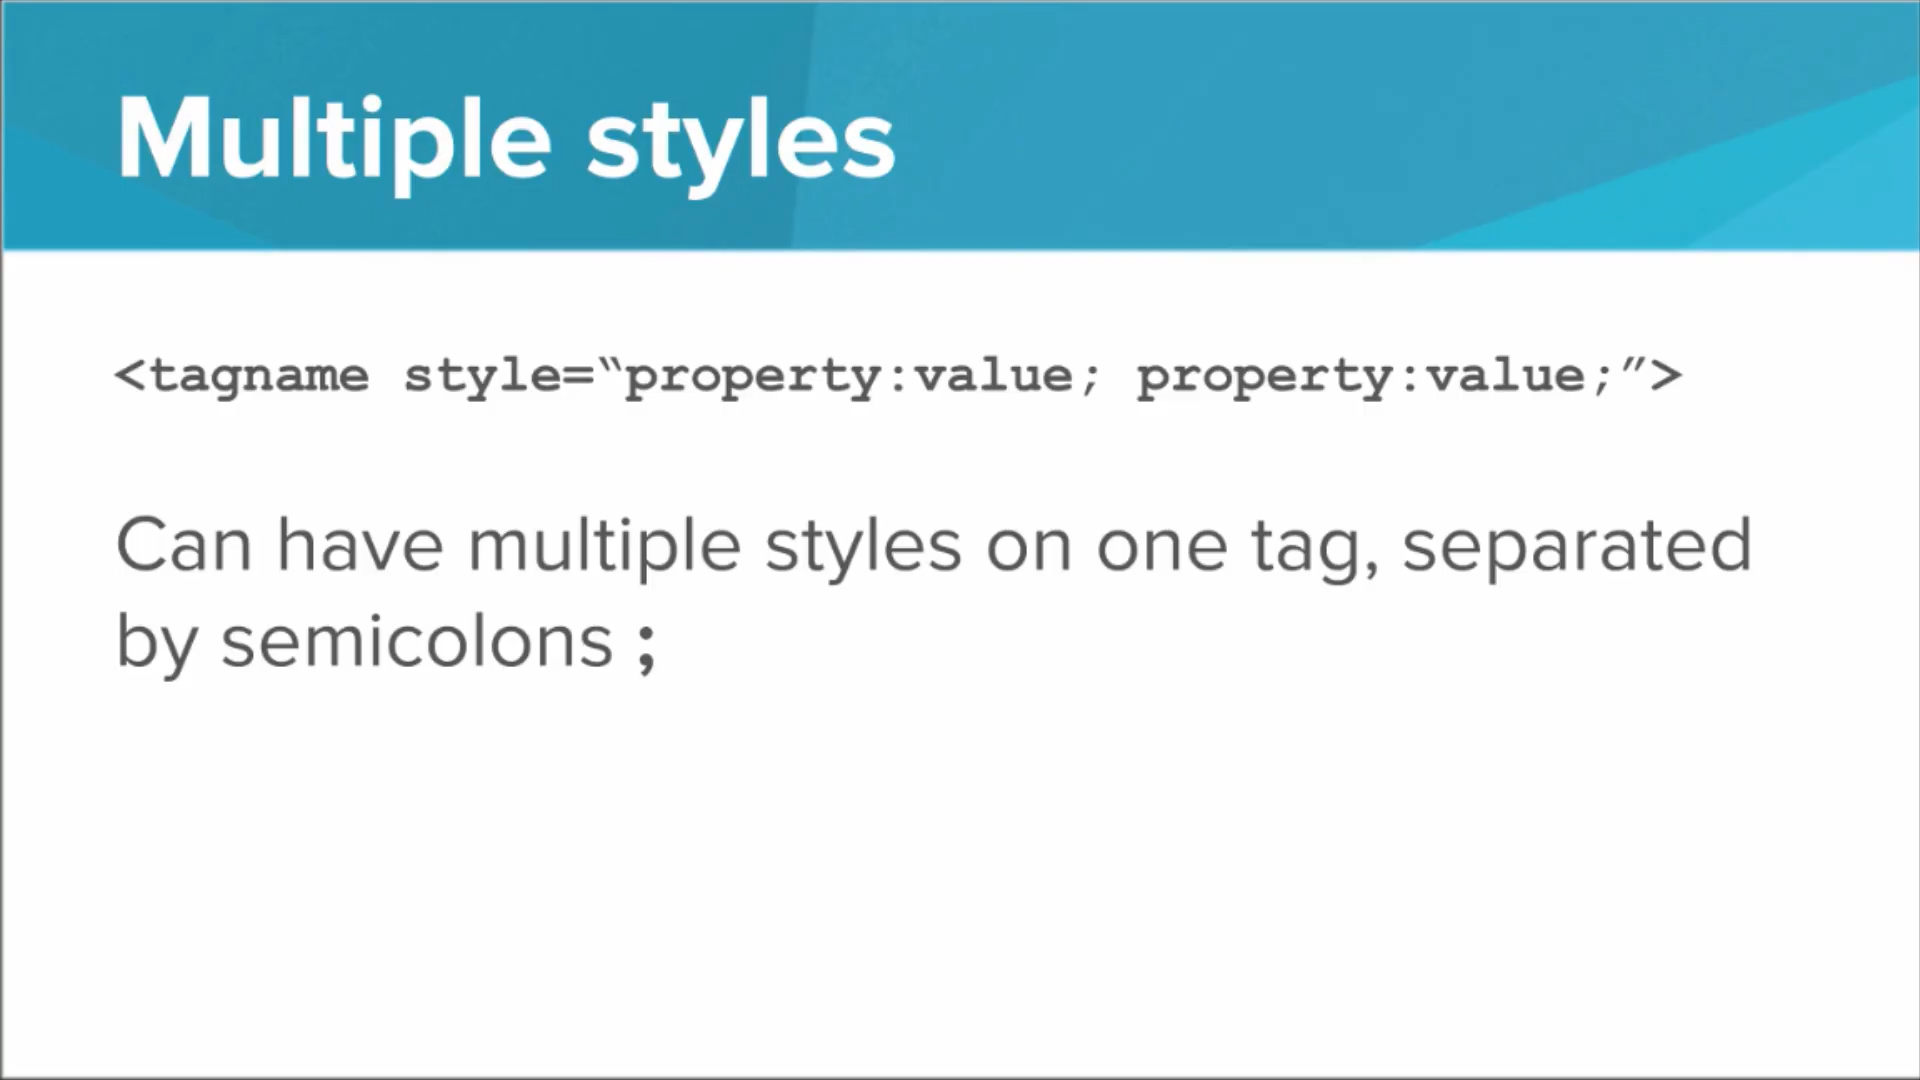 Multiple styles
<tagname style=“property:value; property:value;”>
Can have multiple styles on one tag, separated
by semicolons ;